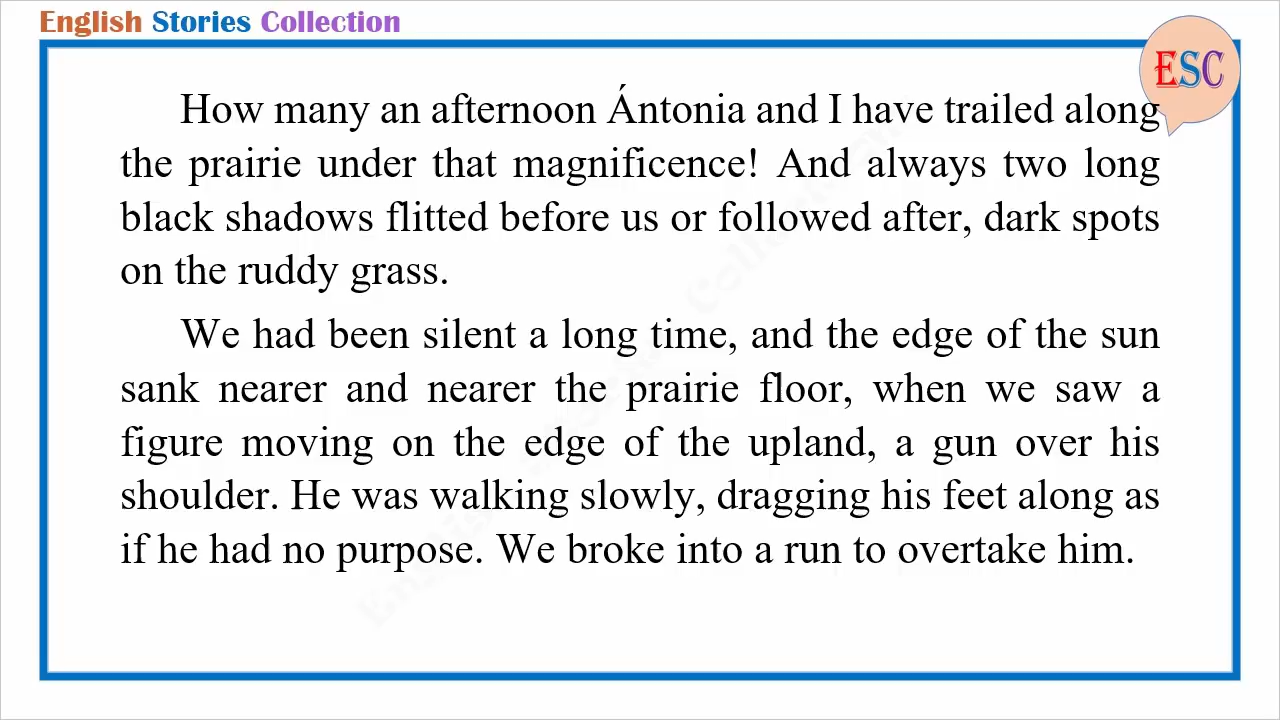 English Stories Collection
ESC
How many an afternoon Ántonia and I have trailed along
the prairie under that magnificence! And always two long
black shadows flitted before us or followed after, dark spots
on the ruddy grass.
We had been silent a long time, and the edge of the sun
sank nearer and nearer the prairie floor, when we saw a
figure moving on the edge of the upland, a gun over his
shoulder. He was walking slowly, dragging his feet along as
if he had no purpose. We broke into a run to overtake him.